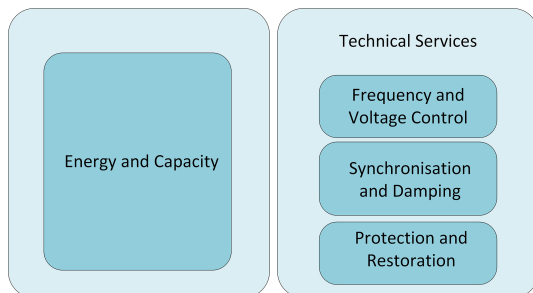 Energy and Capacity
Technical Services
Frequency and
Voltage Control
Synchronisation
and Damping
Protection and
Restoration